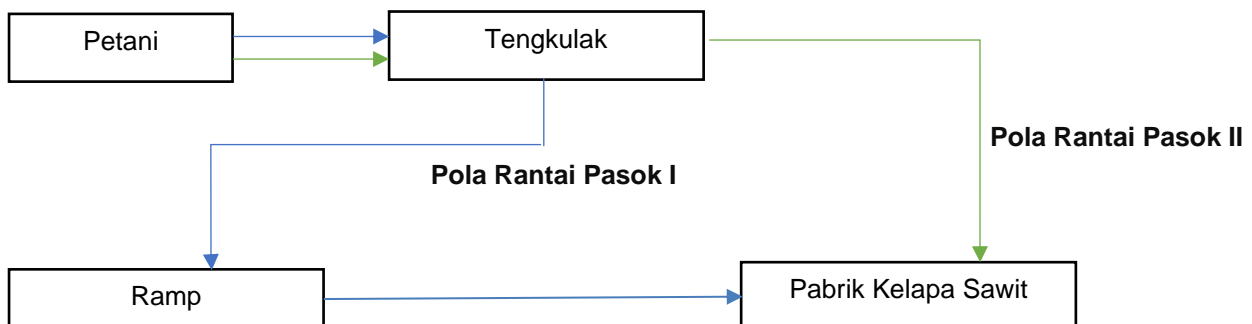 Petani
Tengkulak
Pola Rantai Pasok II
Pola Rantai Pasok I
Ramp
Pabrik Kelapa Sawit